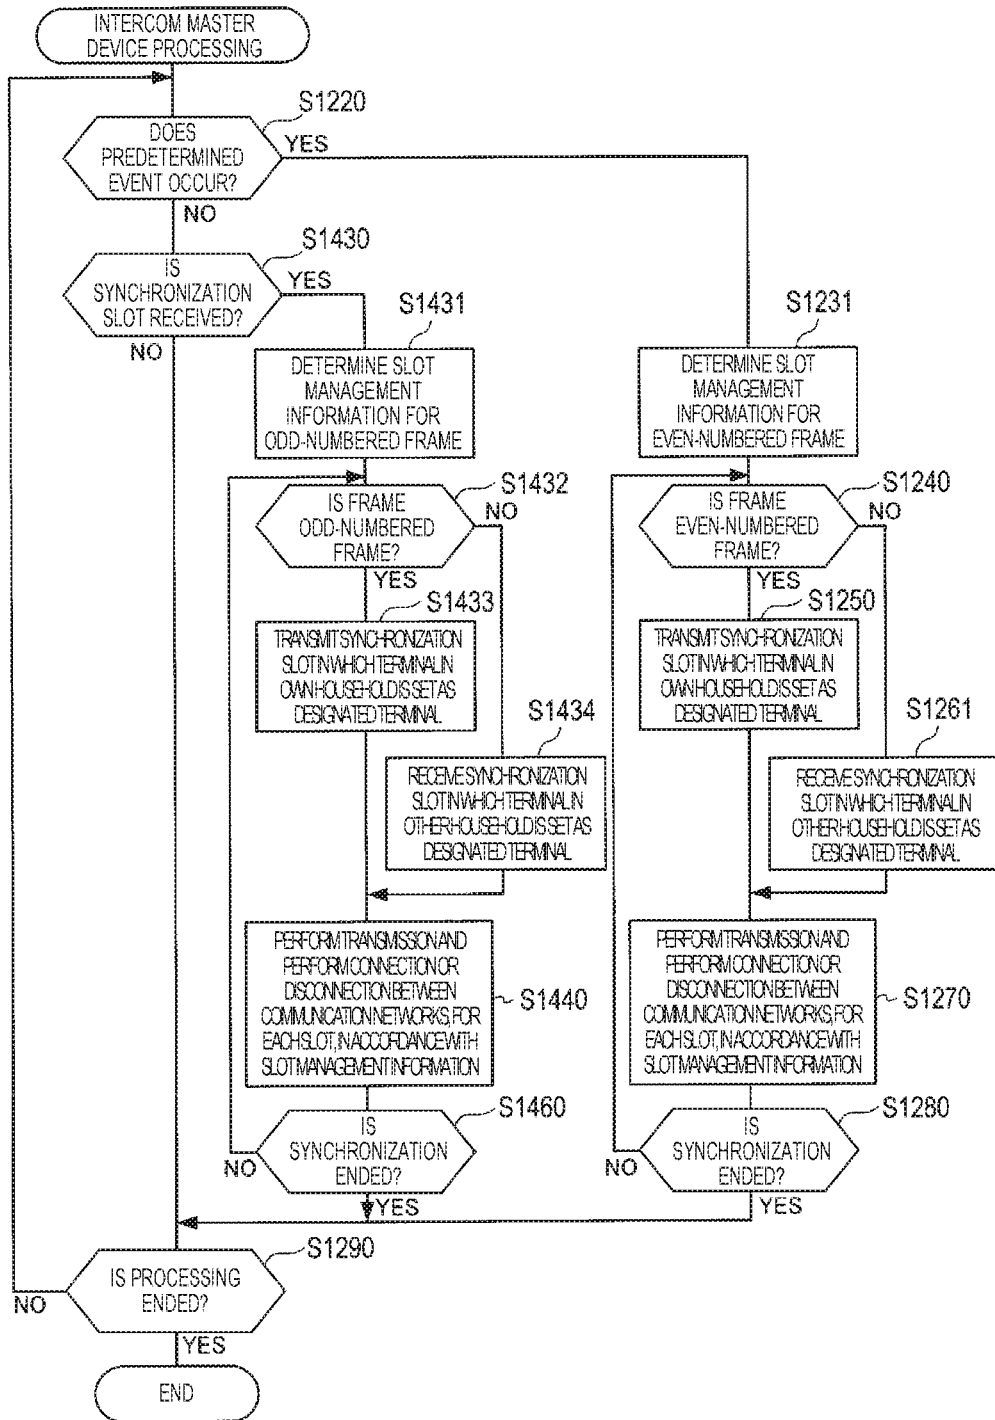 INTERCOM MASTER
DEVICE PROCESSING
S1220
DOES
PREDETERMINED
EVENT OCCUR?
YES
NO
S1430
IS
SYNCHRONIZATION
SLOT RECEIVED?
YES
NO
S1431
DETERMINE SLOT
MANAGEMENT
INFORMATION FOR
ODD-NUMBERED FRAME
S1231
DETERMINE SLOT
MANAGEMENT
INFORMATION FOR
EVEN-NUMBERED FRAME
S1432
IS FRAME
ODD-NUMBERED
FRAME?
NO
YES
S1240
IS FRAME
EVEN-NUMBERED
FRAME?
NO
YES
S1433
TRANSMIT SYNCHRONIZATION
SLOT IN WHICH TERMINAL IN
OWN HOUSEHOLD IS SET AS
DESIGNATED TERMINAL
S1250
TRANSMIT SYNCHRONIZATION
SLOT IN WHICH TERMINAL IN
OWN HOUSEHOLD IS SET AS
DESIGNATED TERMINAL
S1434
RECEIVE SYNCHRONIZATION
SLOT IN WHICH TERMINAL IN
OTHER HOUSEHOLD IS SET AS
DESIGNATED TERMINAL
S1261
RECEIVE SYNCHRONIZATION
SLOT IN WHICH TERMINAL IN
OTHER HOUSEHOLD IS SET AS
DESIGNATED TERMINAL
PERFORM TRANSMISSION AND
PERFORM CONNECTION OR
DISCONNECTION BETWEEN
COMMUNICATION NETWORKS, FOR
EACH SLOT, IN ACCORDANCE WITH
SLOT MANAGEMENT INFORMATION
S1440
PERFORM TRANSMISSION AND
PERFORM CONNECTION OR
DISCONNECTION BETWEEN
COMMUNICATION NETWORKS, FOR
EACH SLOT, IN ACCORDANCE WITH
SLOT MANAGEMENT INFORMATION
S1270
S1460
IS
SYNCHRONIZATION
ENDED?
NO
YES
S1280
IS
SYNCHRONIZATION
ENDED?
NO
YES
S1290
IS PROCESSING
ENDED?
NO
YES
END